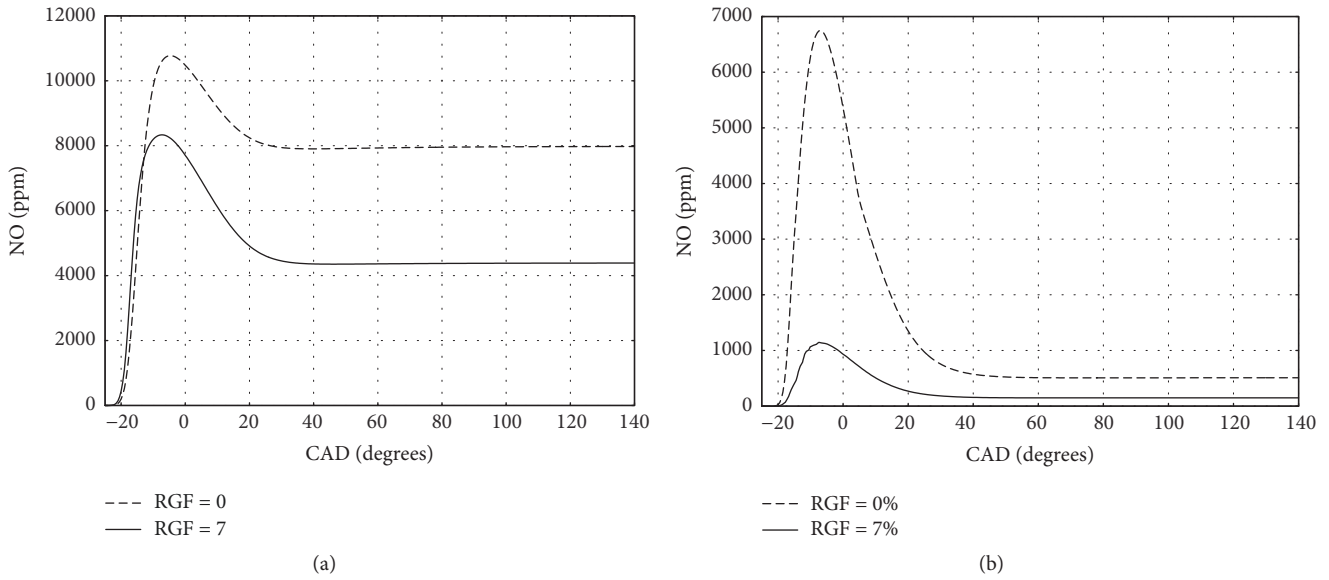 12000
10000
8000
6000
4000
2000
0
NO (ppm)
−20 0 20 40 60 80 100 120 140
CAD (degrees)
RGF = 0
RGF = 7
(a)
7000
6000
5000
4000
3000
2000
1000
0
NO (ppm)
−20 0 20 40 60 80 100 120 140
CAD (degrees)
RGF = 0%
RGF = 7%
(b)